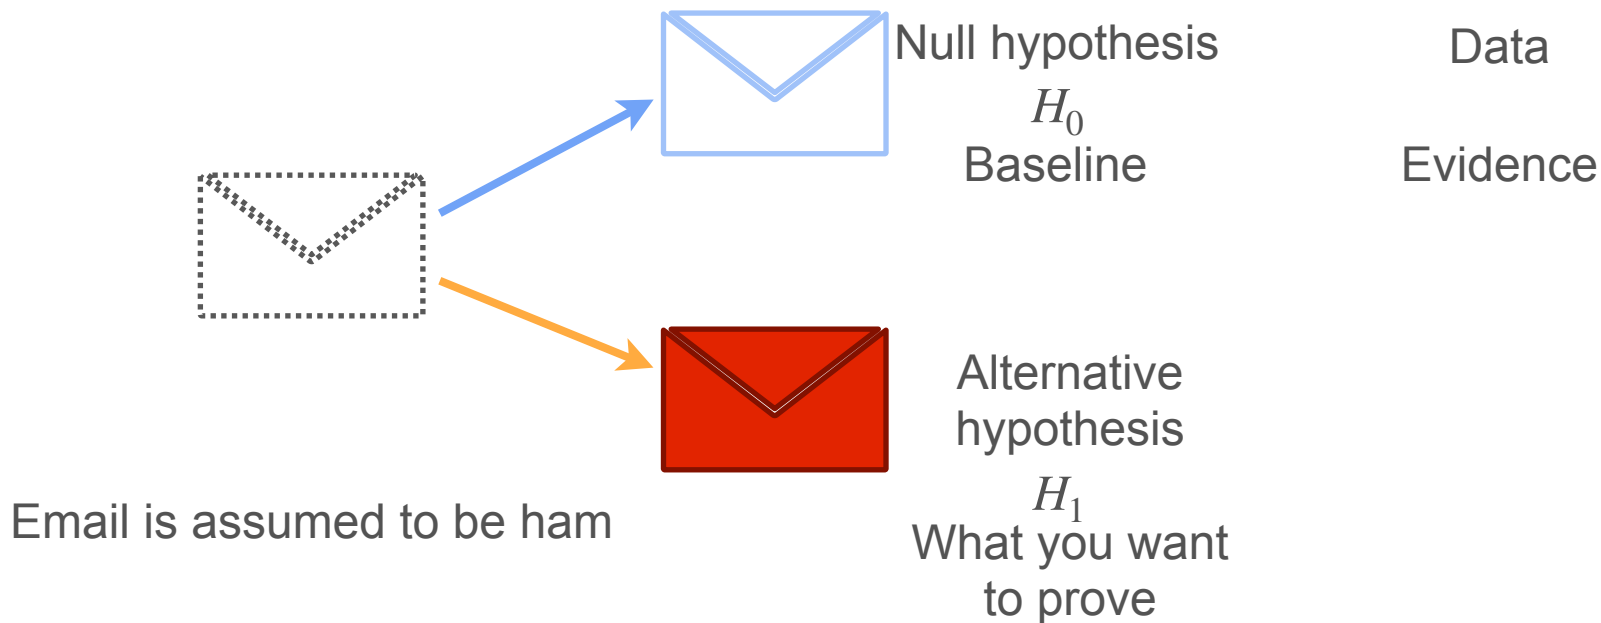 Null hypothesis
H₀
Baseline
Data
Evidence
Alternative
hypothesis
H₁
What you want
to prove
Email is assumed to be ham